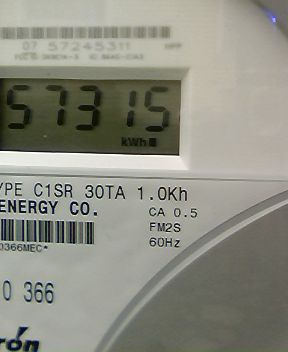 07 57245311
57315
kWh
YPE C1SR 30TA 1.0Kh
ENERGY CO.
CA 0.5
FM2S
60Hz
0366MEC*
0 366
rón